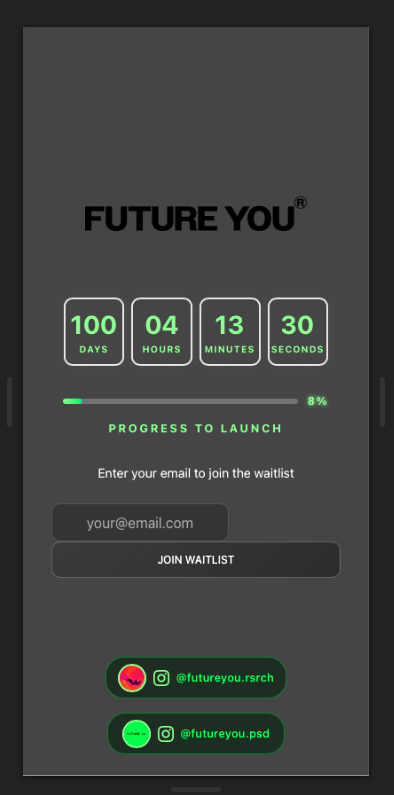 FUTURE YOU®
100 04 13 30
DAYS HOURS MINUTES SECONDS
8%
PROGRESS TO LAUNCH
Enter your email to join the waitlist
your@email.com
JOIN WAITLIST
@futureyou.rsrch
@futureyou.psd